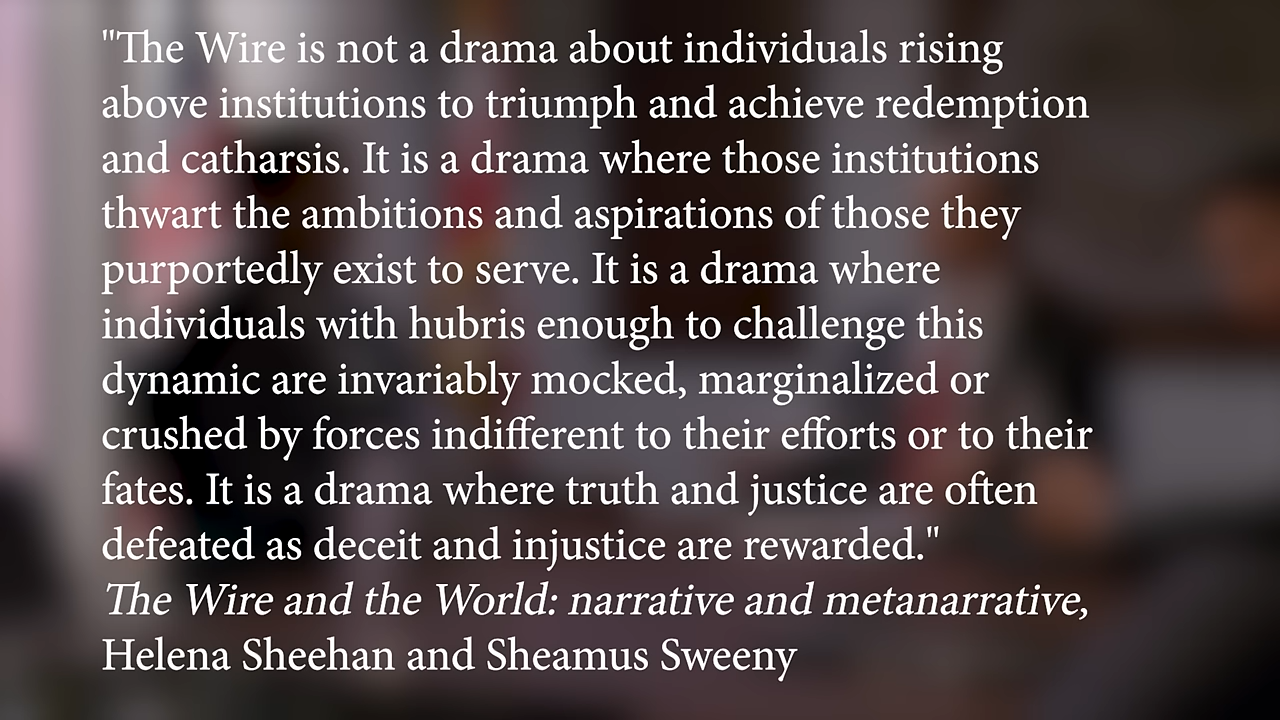 "The Wire is not a drama about individuals rising
above institutions to triumph and achieve redemption
and catharsis. It is a drama where those institutions
thwart the ambitions and aspirations of those they
purportedly exist to serve. It is a drama where
individuals with hubris enough to challenge this
dynamic are invariably mocked, marginalized or
crushed by forces indifferent to their efforts or to their
fates. It is a drama where truth and justice are often
defeated as deceit and injustice are rewarded."
The Wire and the World: narrative and metanarrative,
Helena Sheehan and Sheamus Sweeny